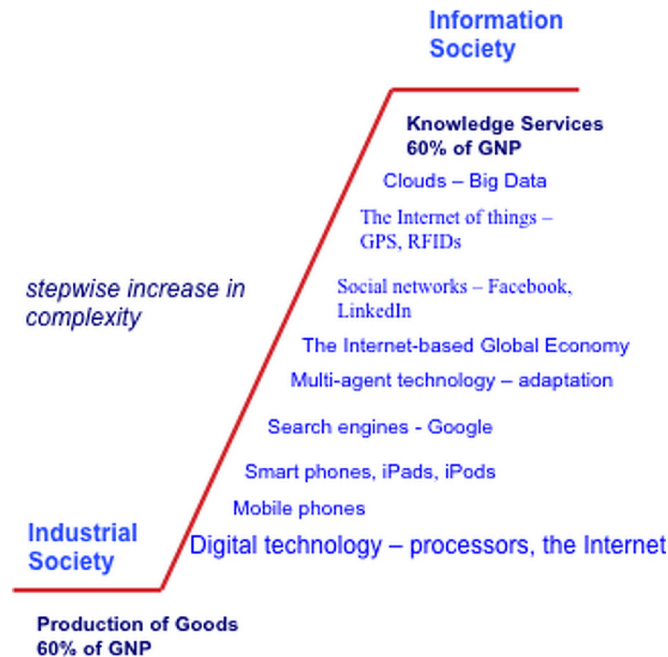 Information
Society
Knowledge Services
60% of GNP
Clouds – Big Data
The Internet of things –
GPS, RFIDs
stepwise increase in
complexity
Social networks – Facebook,
LinkedIn
The Internet-based Global Economy
Multi-agent technology – adaptation
Search engines - Google
Smart phones, iPads, iPods
Mobile phones
Industrial
Society
Digital technology – processors, the Internet
Production of Goods
60% of GNP